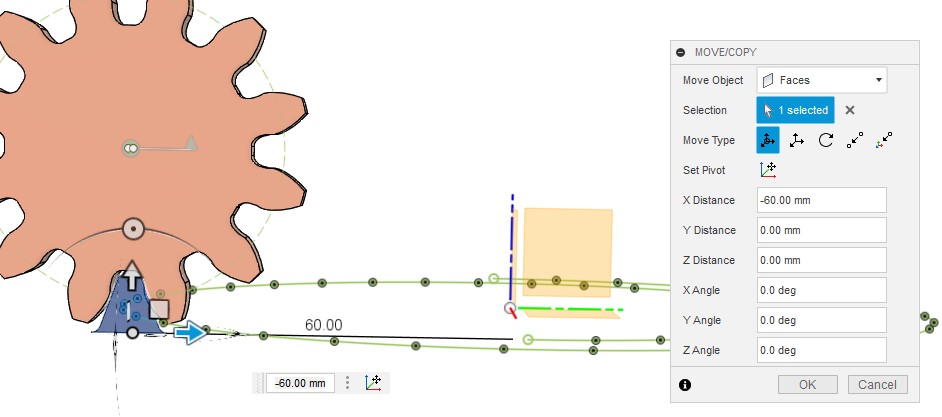 MOVE/COPY
Move Object Faces
Selection 1 selected
Move Type
Set Pivot
X Distance -60.00 mm
Y Distance 0.00 mm
Z Distance 0.00 mm
X Angle 0.0 deg
Y Angle 0.0 deg
Z Angle 0.0 deg
OK Cancel
60.00
-60.00 mm